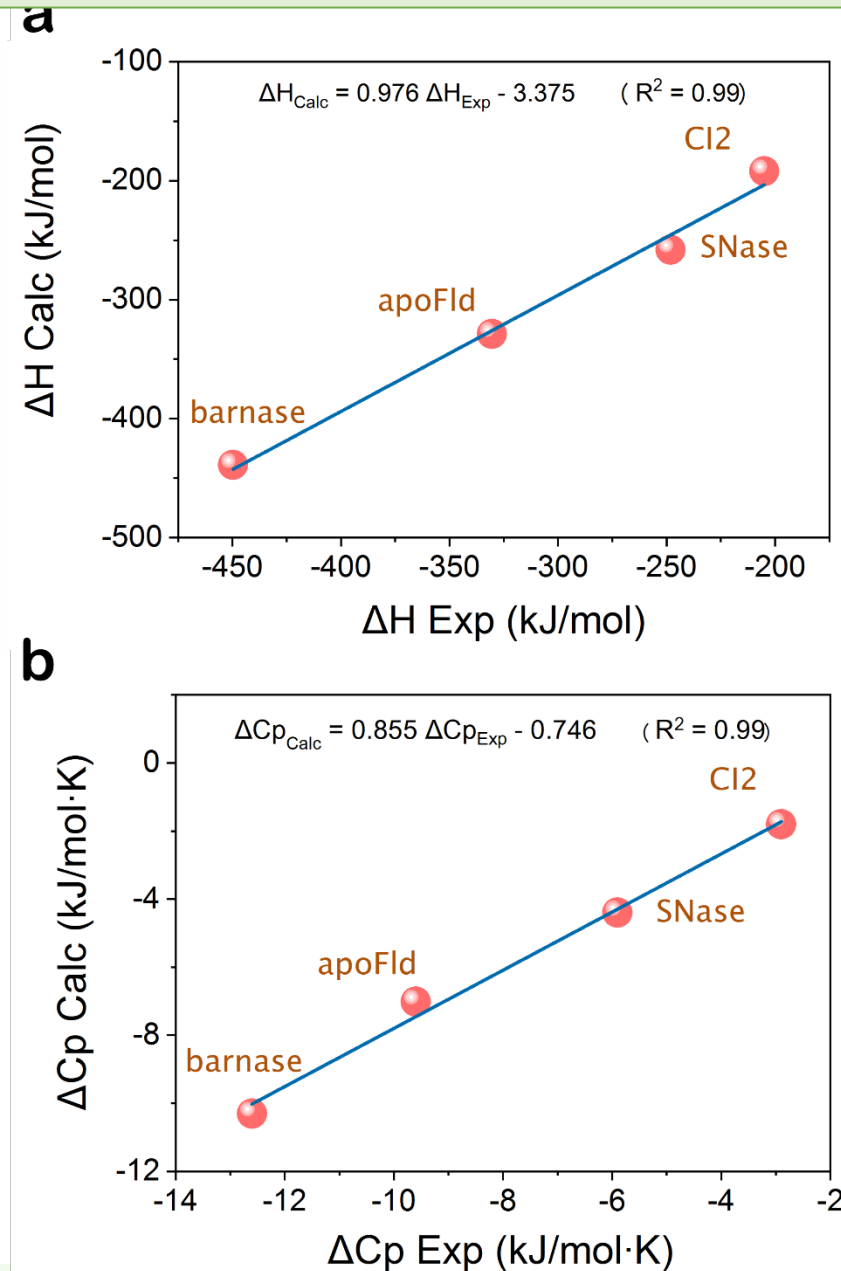 a
ΔH_Calc = 0.976 ΔH_Exp - 3.375 ( R² = 0.99)
-100
-200
-300
-400
-500
ΔH Calc (kJ/mol)
CI2
SNase
apoFld
barnase
-450 -400 -350 -300 -250 -200
ΔH Exp (kJ/mol)
b
ΔCp_Calc = 0.855 ΔCp_Exp - 0.746 ( R² = 0.99)
0
-4
-8
-12
ΔCp Calc (kJ/mol·K)
CI2
SNase
apoFld
barnase
-14 -12 -10 -8 -6 -4 -2
ΔCp Exp (kJ/mol·K)